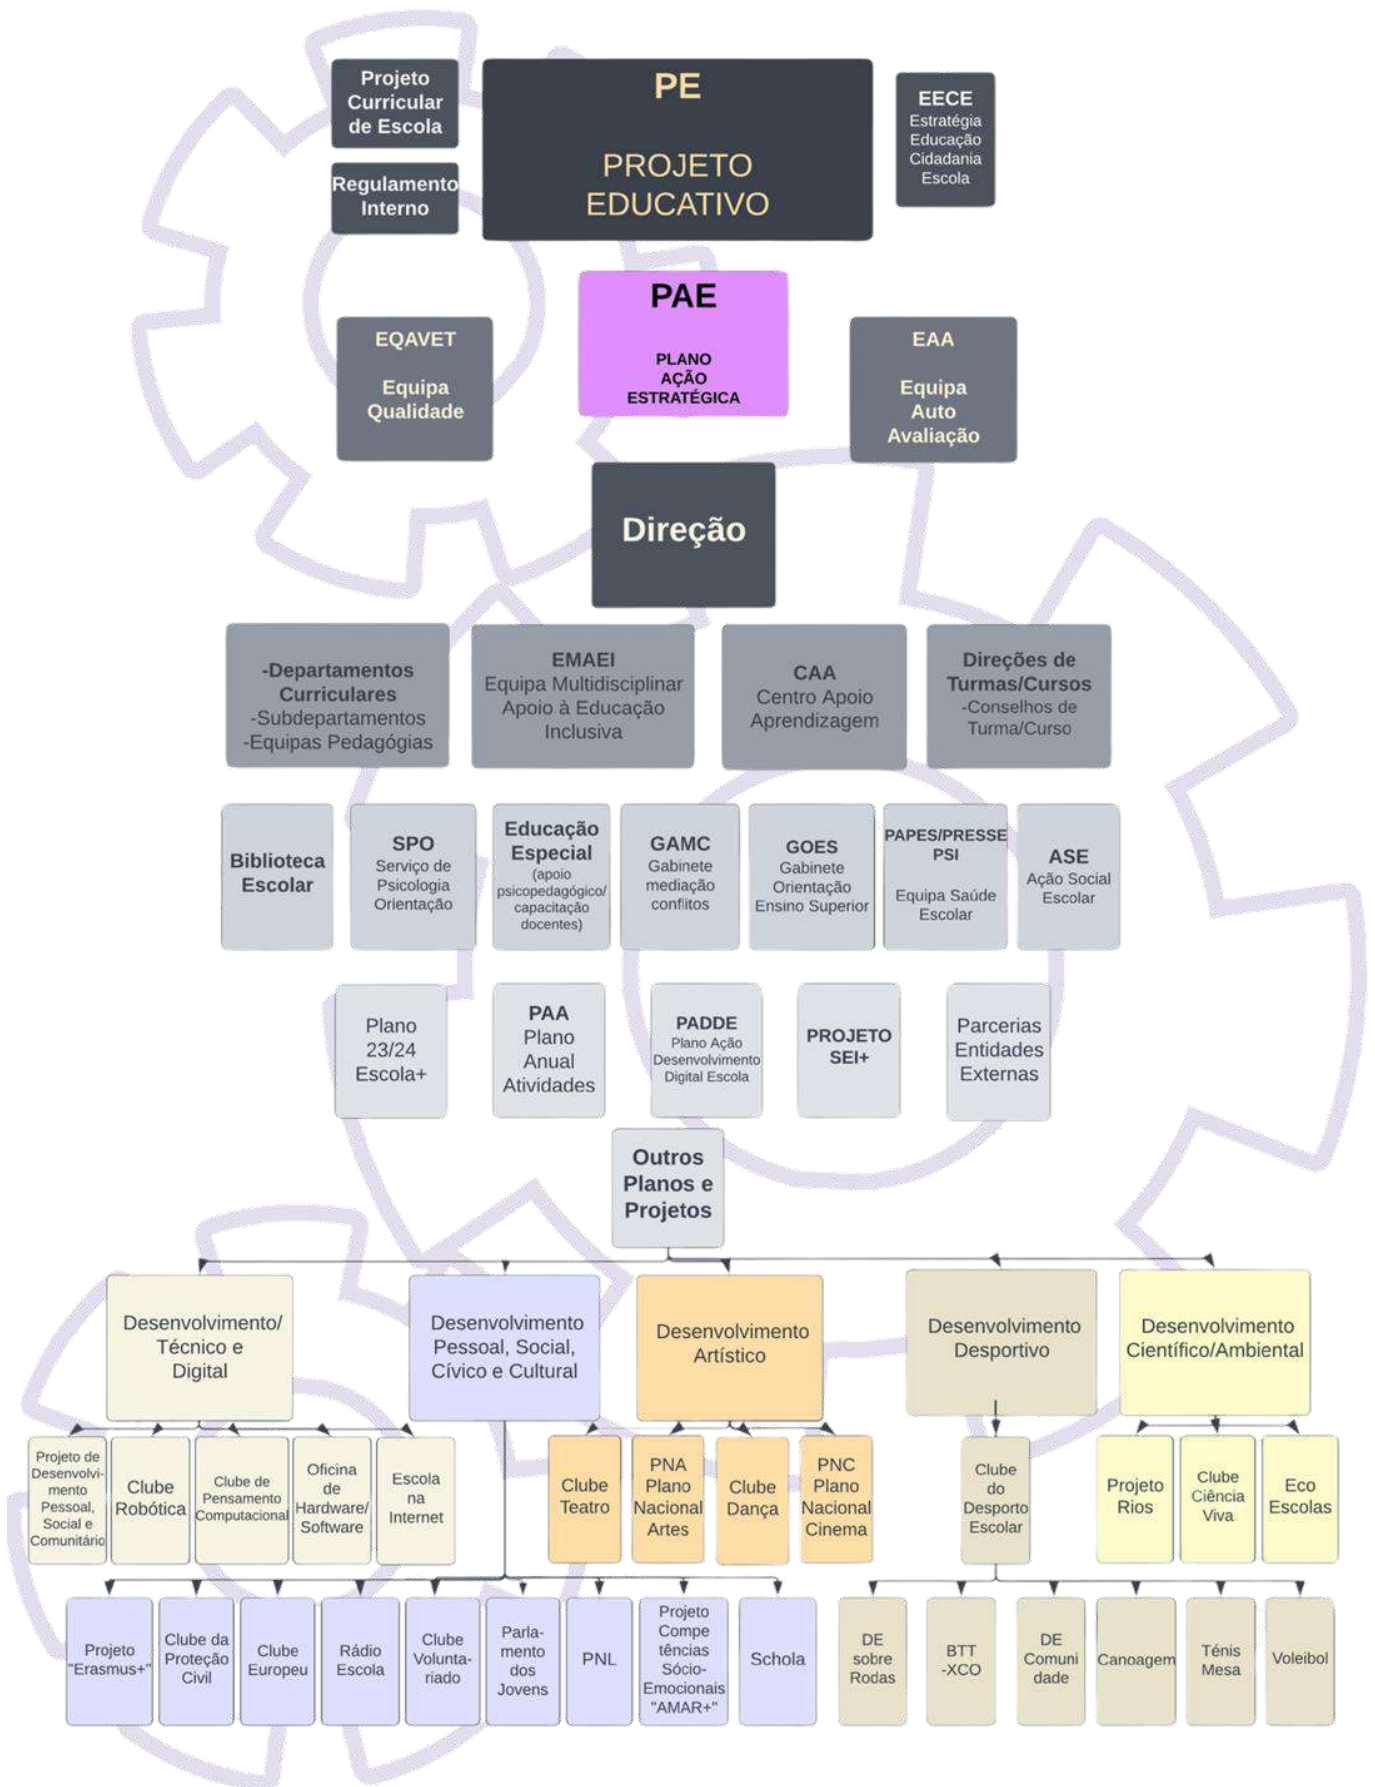 Projeto
Curricular
de Escola
Regulamento
Interno
PE
PROJETO
EDUCATIVO
EECE
Estratégia
Educação
Cidadania
Escola
PAE
PLANO
AÇÃO
ESTRATÉGICA
EQAVET
Equipa
Qualidade
EAA
Equipa
Auto
Avaliação
Direção
-Departamentos
Curriculares
-Subdepartamentos
-Equipas Pedagógias
EMAEI
Equipa Multidisciplinar
Apoio à Educação
Inclusiva
CAA
Centro Apoio
Aprendizagem
Direções de
Turmas/Cursos
-Conselhos de
Turma/Curso
Biblioteca
Escolar
SPO
Serviço de
Psicologia
Orientação
Educação
Especial
(apoio
psicopedagógico/
capacitação
docentes)
GAMC
Gabinete
mediação
conflitos
GOES
Gabinete
Orientação
Ensino Superior
PAPES/PRESSE
PSI
Equipa Saúde
Escolar
ASE
Ação Social
Escolar
Plano
23/24
Escola+
PAA
Plano
Anual
Atividades
PADDE
Plano Ação
Desenvolvimento
Digital Escola
PROJETO
SEI+
Parcerias
Entidades
Externas
Outros
Planos e
Projetos
Desenvolvimento/
Técnico e
Digital
Desenvolvimento
Pessoal, Social,
Cívico e Cultural
Desenvolvimento
Artístico
Desenvolvimento
Desportivo
Desenvolvimento
Científico/Ambiental
Projeto de
Desenvolvi-
mento
Pessoal,
Social e
Comunitário
Clube
Robótica
Clube de
Pensamento
Computacional
Oficina
de
Hardware/
Software
Escola
na
Internet
Clube
Teatro
PNA
Plano
Nacional
Artes
Clube
Dança
PNC
Plano
Nacional
Cinema
Clube
do
Desporto
Escolar
Projeto
Rios
Clube
Ciência
Viva
Eco
Escolas
Projeto
"Erasmus+"
Clube da
Proteção
Civil
Clube
Europeu
Rádio
Escola
Clube
Volunta-
riado
Parla-
mento
dos
Jovens
PNL
Projeto
Compe
tências
Sócio-
Emocionais
"AMAR+"
Schola
DE
sobre
Rodas
BTT
-XCO
DE
Comuni
dade
Canoagem
Ténis
Mesa
Voleibol